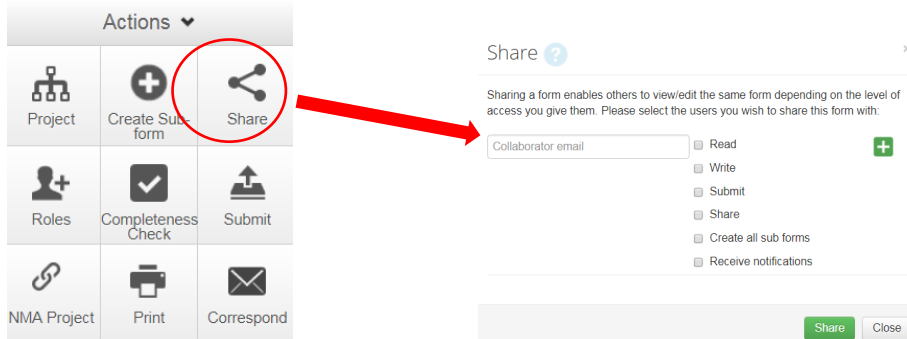 Actions
Project
Create Sub-
form
Share
Roles
Completeness
Check
Submit
NMA Project
Print
Correspond
Share ?
Sharing a form enables others to view/edit the same form depending on the level of
access you give them. Please select the users you wish to share this form with:
Collaborator email
Read
Write
Submit
Share
Create all sub forms
Receive notifications
Share
Close